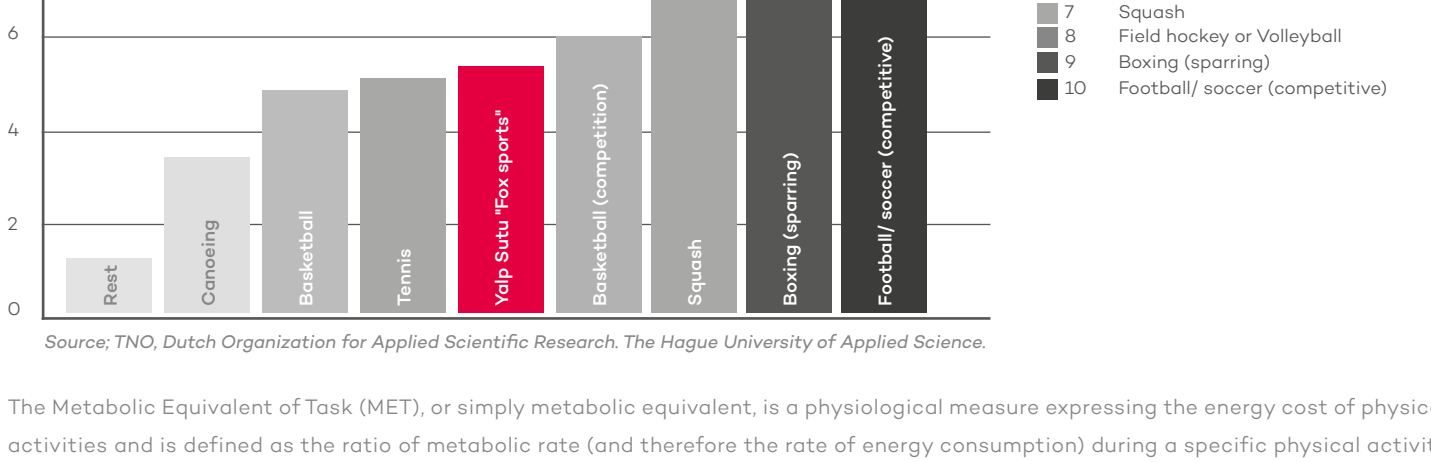 7 Squash
6
8 Field hockey or Volleyball
9 Boxing (sparring)
10 Football/ soccer (competitive)
4
2
0
Rest
Canoeing
Basketball
Tennis
Yalp Sutu "Fox sports"
Basketball (competition)
Squash
Boxing (sparring)
Football/ soccer (competitive)
Source; TNO, Dutch Organization for Applied Scientific Research. The Hague University of Applied Science.
The Metabolic Equivalent of Task (MET), or simply metabolic equivalent, is a physiological measure expressing the energy cost of
activities and is defined as the ratio of metabolic rate (and therefore the rate of energy consumption) during a specific physical